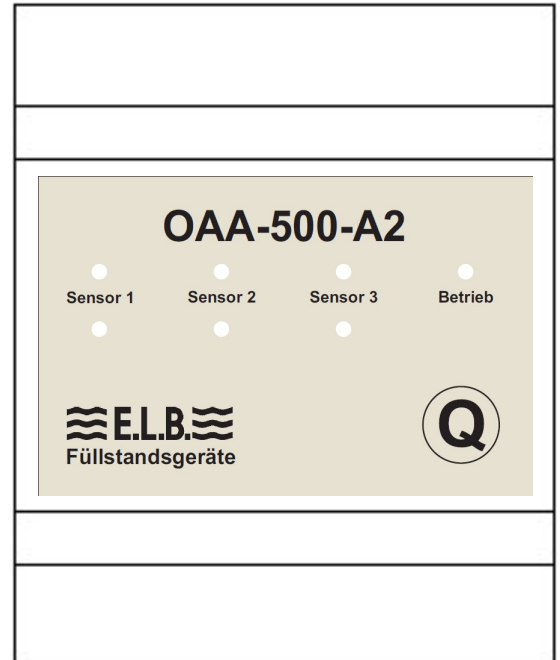 OAA-500-A2
Sensor 1 Sensor 2 Sensor 3 Betrieb
E.L.B.
Füllstandsgeräte
Q